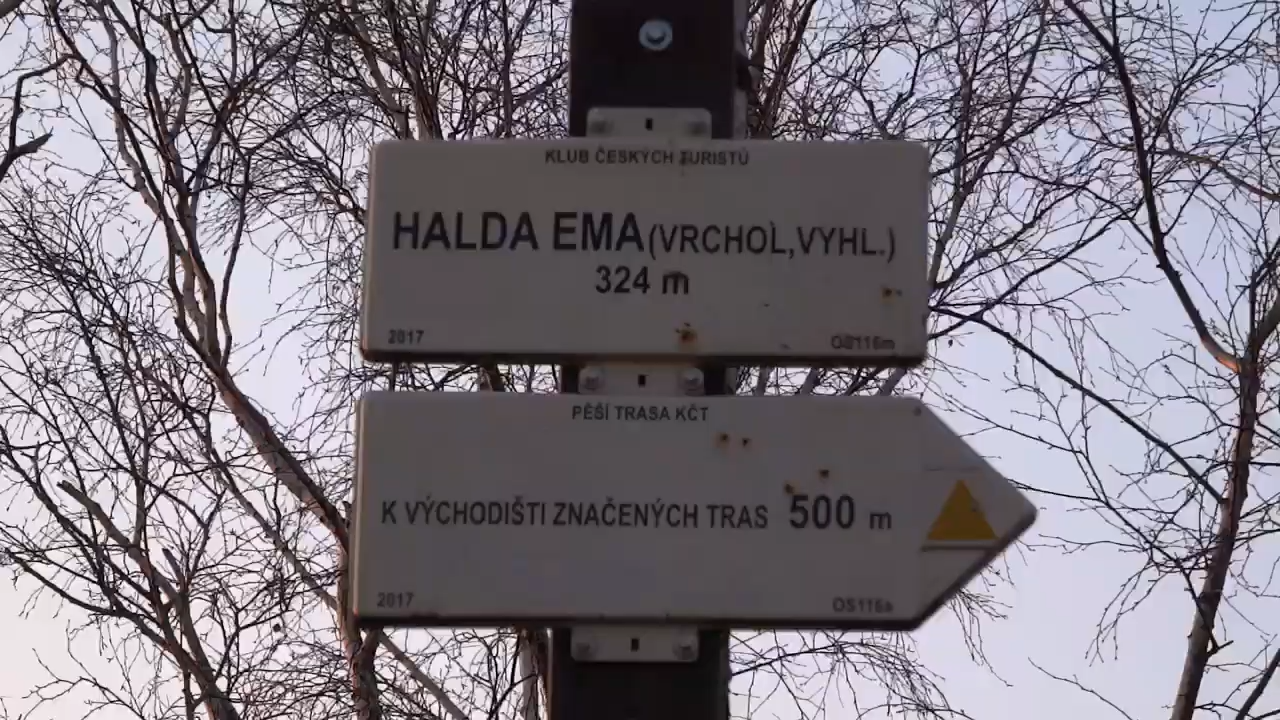 KLUB ČESKÝCH TURISTŮ
HALDA EMA (VRCHOL, VYHL.)
324 m
2017 OS116m
PĚŠÍ TRASA KČT
K VÝCHODIŠTI ZNAČENÝCH TRAS 500 m
2017 OS116a